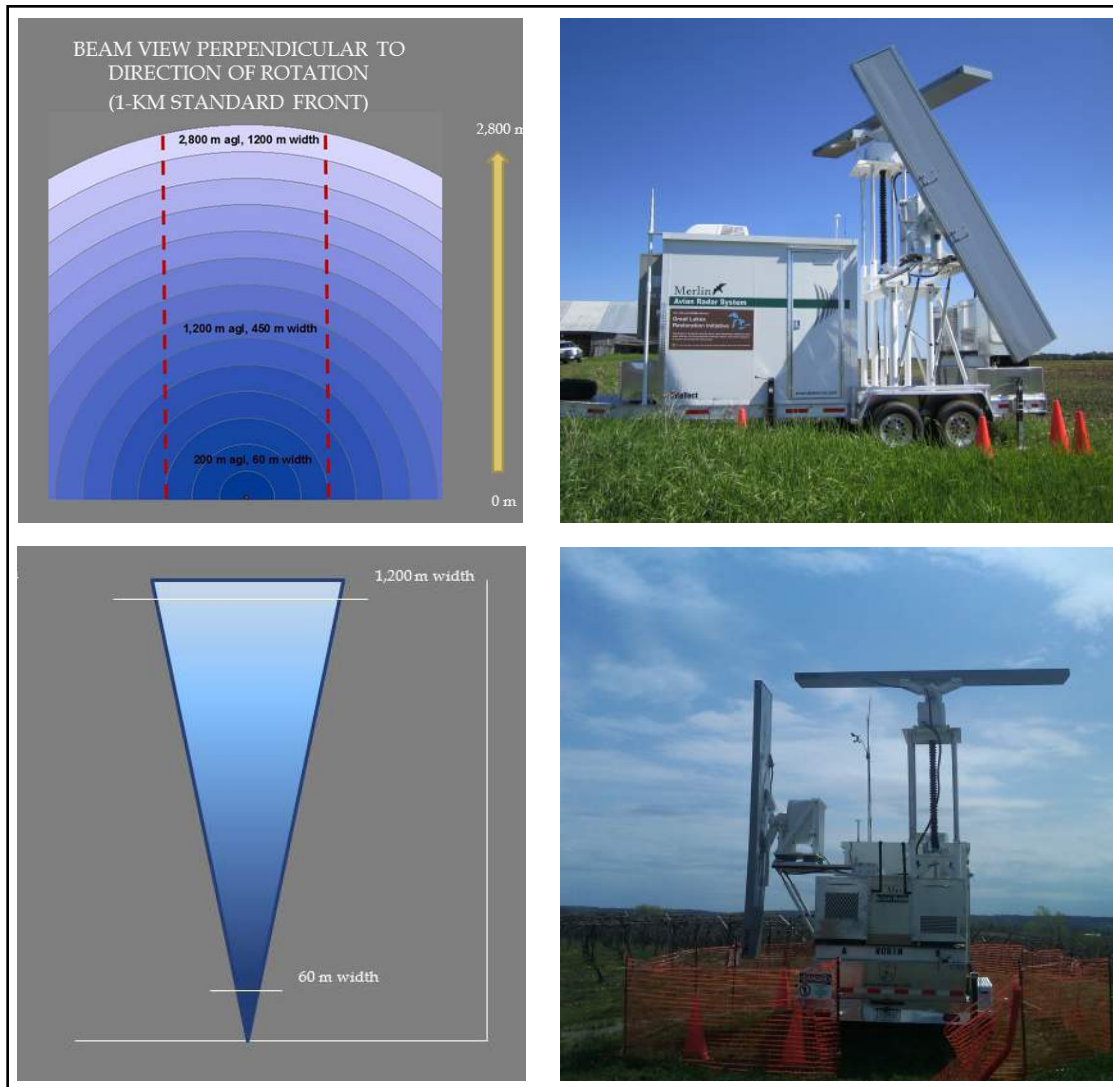 BEAM VIEW PERPENDICULAR TO
DIRECTION OF ROTATION
(1-KM STANDARD FRONT)
2,800 m agl, 1200 m width
1,200 m agl, 450 m width
200 m agl, 60 m width
2,800 m
0 m
Merlin
Avian Radar System
Great Lakes
Restoration Initiative
1,200 m width
60 m width
DANGER